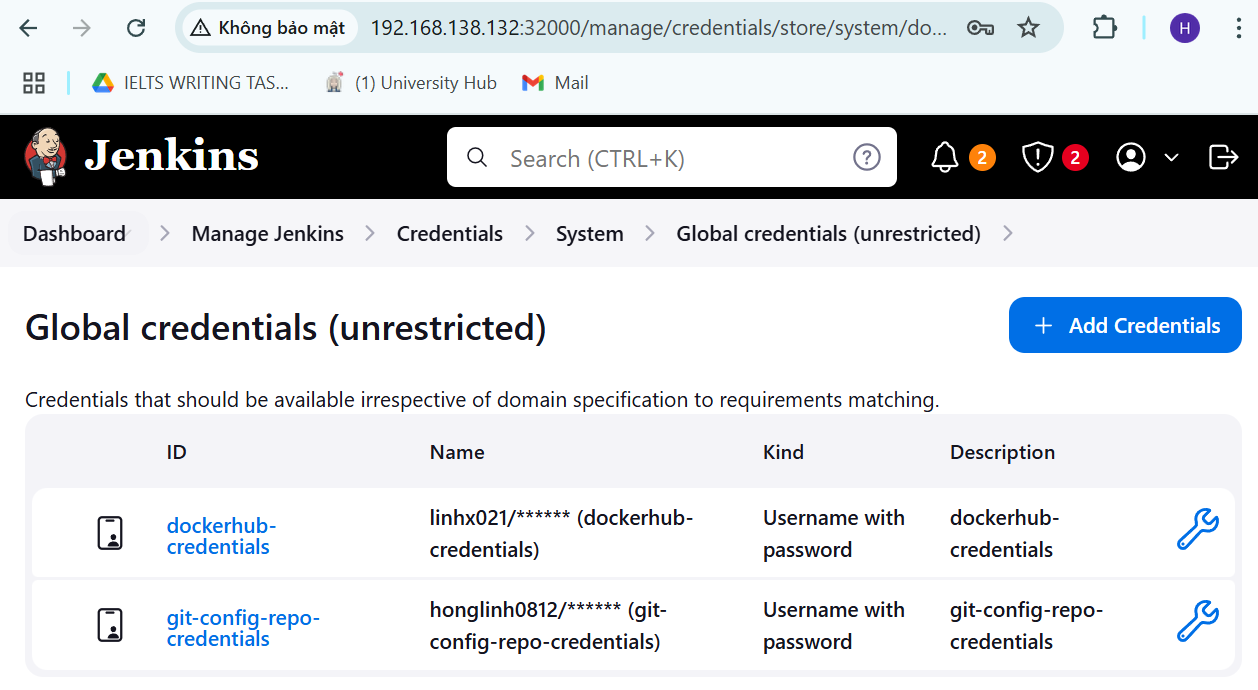 Không bảo mật
192.168.138.132:32000/manage/credentials/store/system/do...
H
IELTS WRITING TAS...
(1) University Hub
Mail
Jenkins
Search (CTRL+K)
2
2
Dashboard
Manage Jenkins
Credentials
System
Global credentials (unrestricted)
Global credentials (unrestricted)
+ Add Credentials
Credentials that should be available irrespective of domain specification to requirements matching.
ID Name Kind Description
dockerhub-
credentials
linhx021/****** (dockerhub-
credentials)
Username with
password
dockerhub-
credentials
git-config-repo-
credentials
honglinh0812/****** (git-
config-repo-credentials)
Username with
password
git-config-repo-
credentials